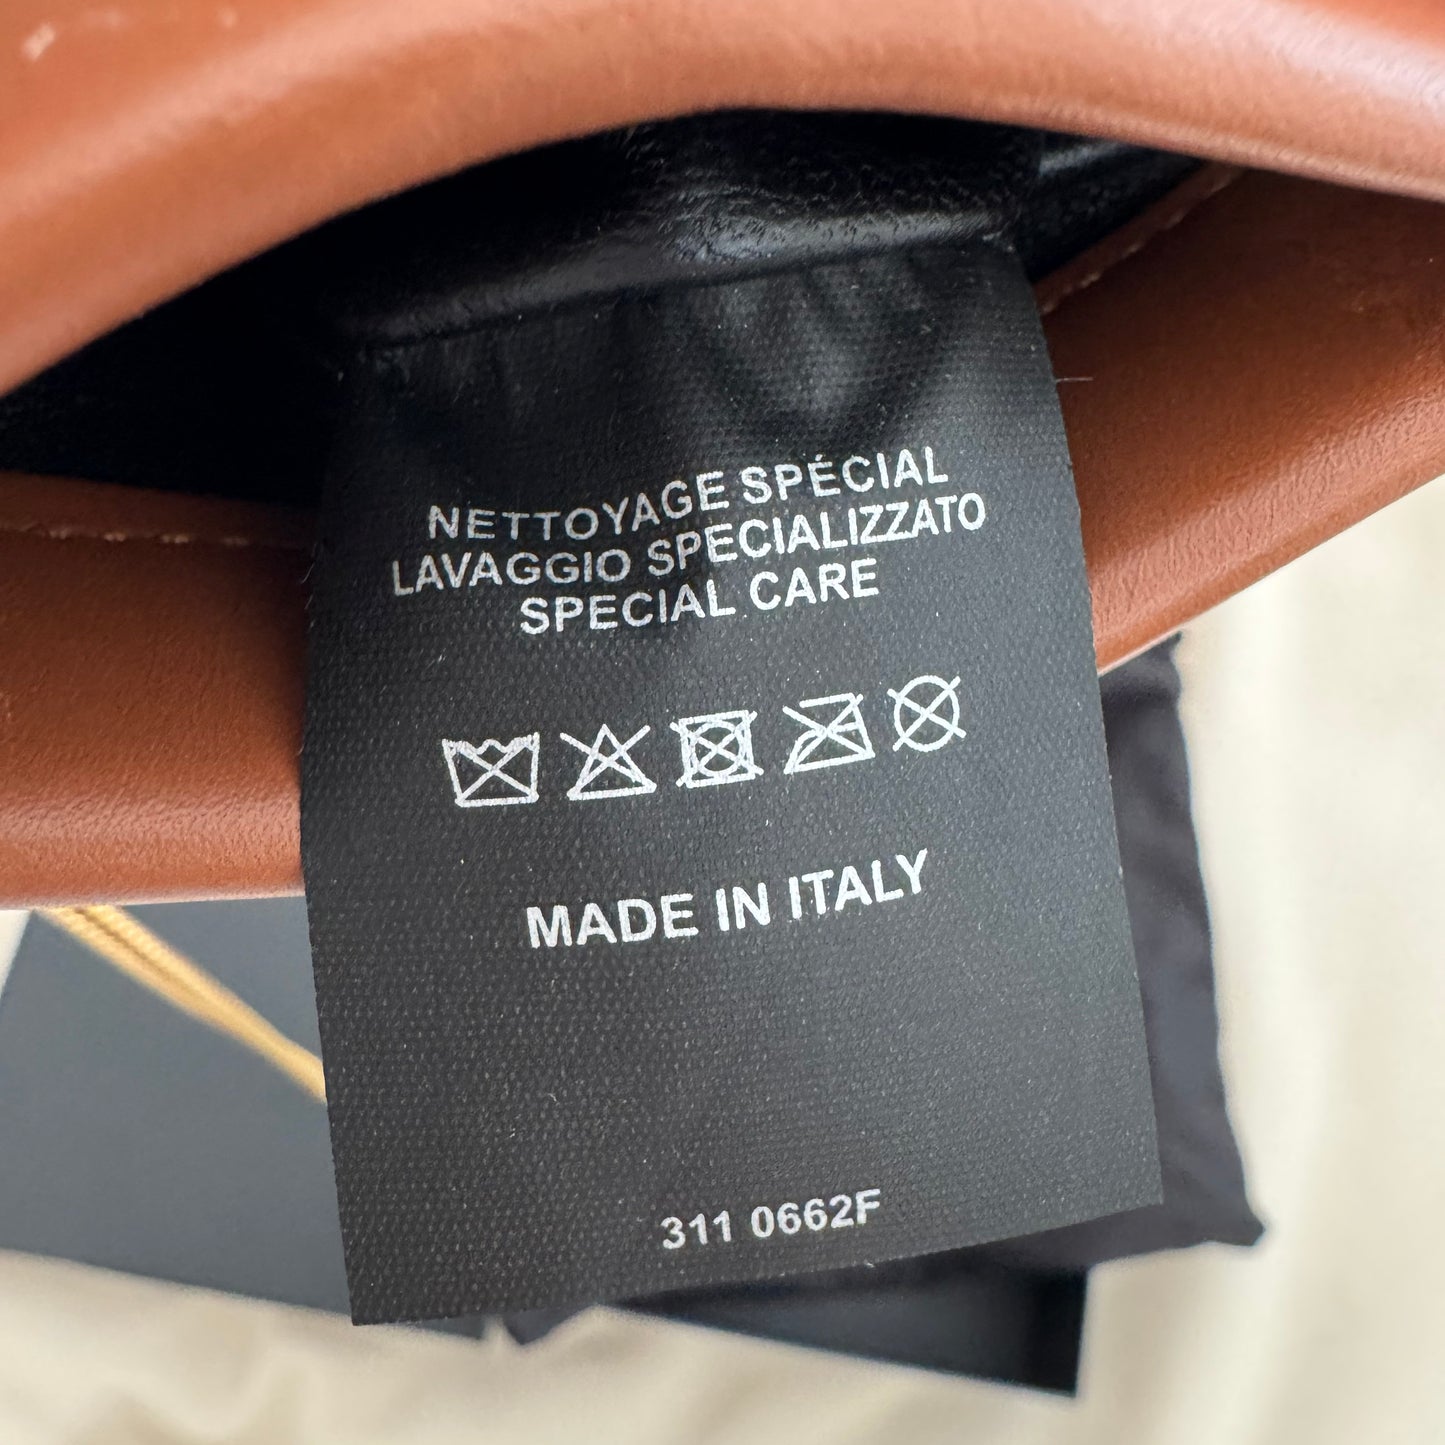 NETTOYAGE SPÉCIAL
LAVAGGIO SPECIALIZZATO
SPECIAL CARE
MADE IN ITALY
311 0662F